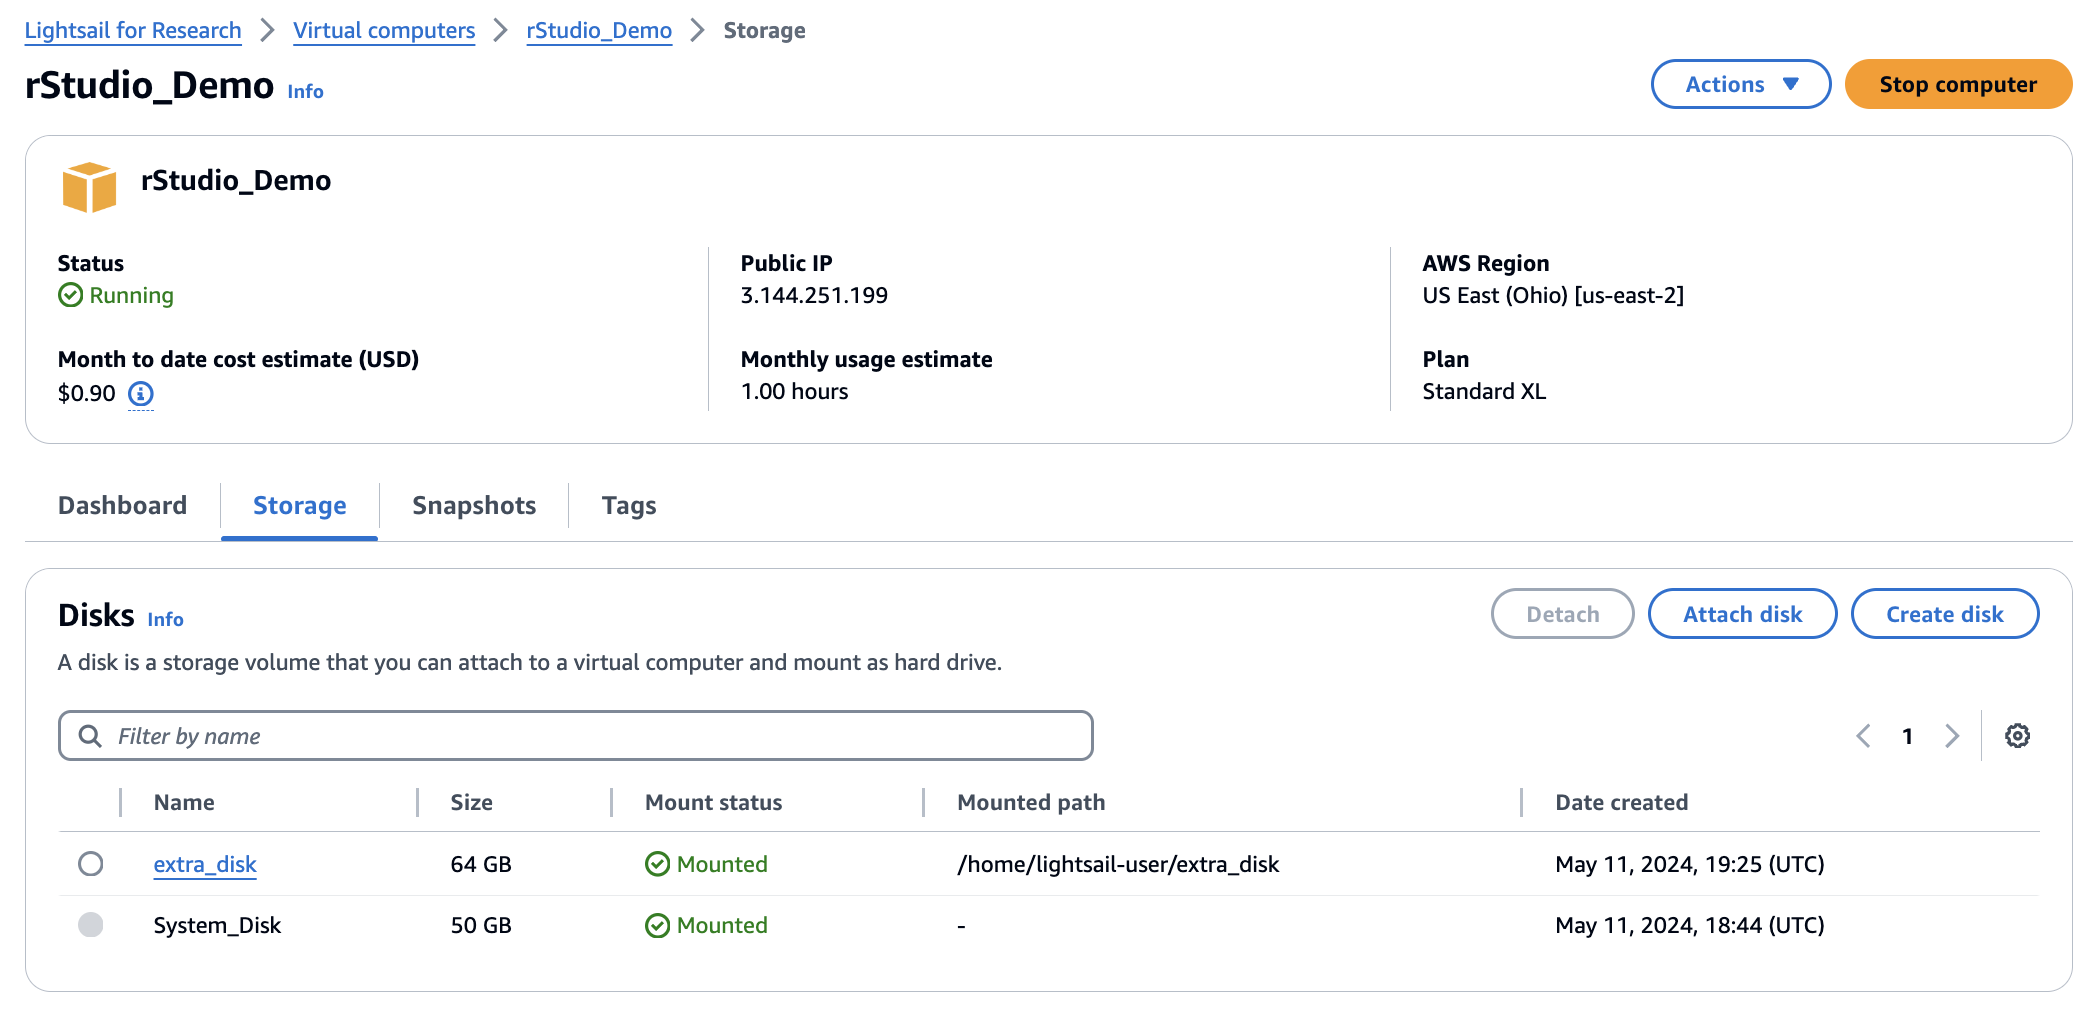 Lightsail for Research > Virtual computers > rStudio_Demo > Storage
rStudio_Demo Info
Actions ▼ Stop computer
rStudio_Demo
Status
Running
Public IP
3.144.251.199
AWS Region
US East (Ohio) [us-east-2]
Month to date cost estimate (USD)
$0.90
Monthly usage estimate
1.00 hours
Plan
Standard XL
Dashboard Storage Snapshots Tags
Disks Info
Detach Attach disk Create disk
A disk is a storage volume that you can attach to a virtual computer and mount as hard drive.
Filter by name
1
Name Size Mount status Mounted path Date created
extra_disk 64 GB Mounted /home/lightsail-user/extra_disk May 11, 2024, 19:25 (UTC)
System_Disk 50 GB Mounted - May 11, 2024, 18:44 (UTC)